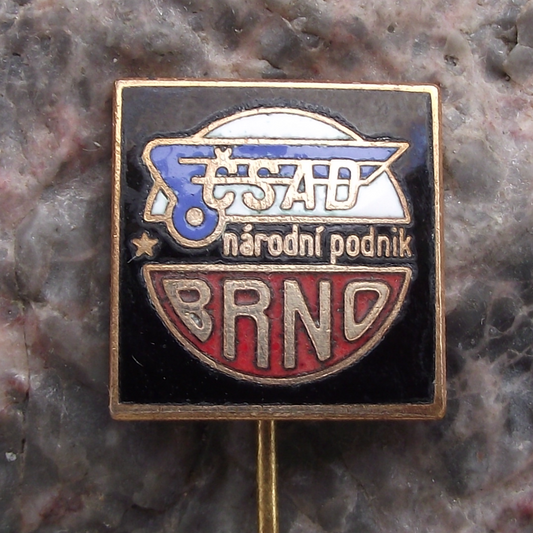 ČSAD
národní podnik
BRNO